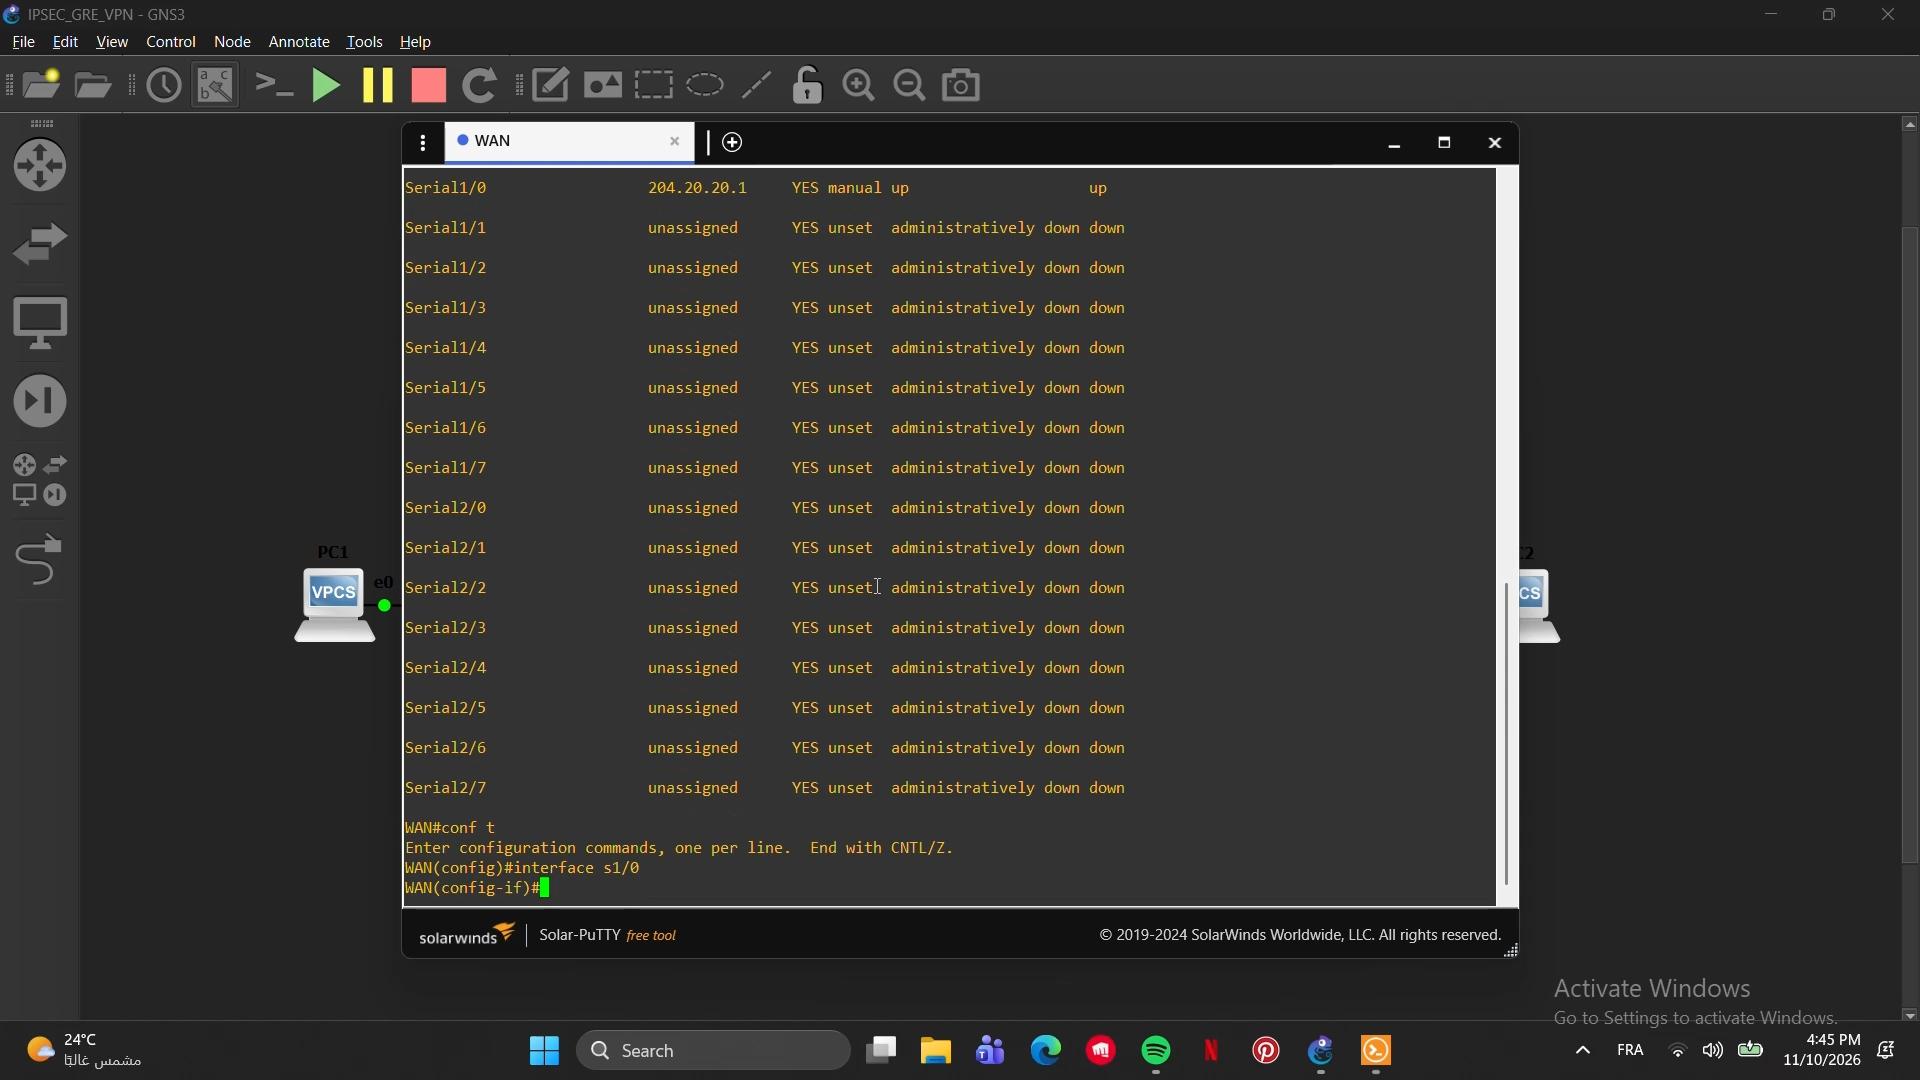 IPSEC_GRE_VPN - GNS3
File Edit View Control Node Annotate Tools Help
WAN
Serial1/0 204.20.20.1 YES manual up up
Serial1/1 unassigned YES unset administratively down down
Serial1/2 unassigned YES unset administratively down down
Serial1/3 unassigned YES unset administratively down down
Serial1/4 unassigned YES unset administratively down down
Serial1/5 unassigned YES unset administratively down down
Serial1/6 unassigned YES unset administratively down down
Serial1/7 unassigned YES unset administratively down down
Serial2/0 unassigned YES unset administratively down down
Serial2/1 unassigned YES unset administratively down down
Serial2/2 unassigned YES unset administratively down down
Serial2/3 unassigned YES unset administratively down down
Serial2/4 unassigned YES unset administratively down down
Serial2/5 unassigned YES unset administratively down down
Serial2/6 unassigned YES unset administratively down down
Serial2/7 unassigned YES unset administratively down down
WAN#conf t
Enter configuration commands, one per line. End with CNTL/Z.
WAN(config)#interface s1/0
WAN(config-if)#
PC1
e0
VPCS
C2
CS
solarwinds Solar-PuTTY free tool © 2019-2024 SolarWinds Worldwide, LLC. All rights reserved.
Activate Windows
Go to Settings to activate Windows.
24°C
مشمس غالبًا
Search
FRA
4:45 PM
11/10/2026